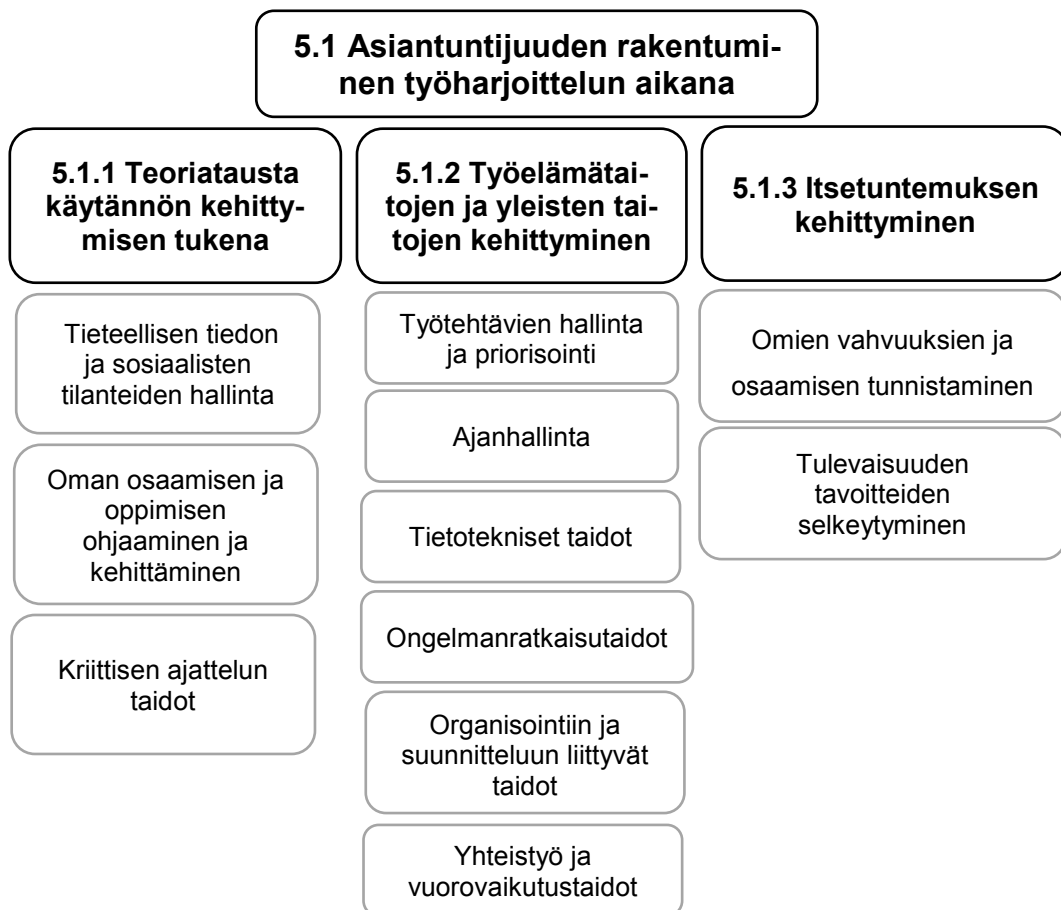 5.1 Asiantuntijuuden rakentumi-
nen työharjoittelun aikana
5.1.1 Teoriatausta
käytännön kehitty-
misen tukena
Tieteellisen tiedon
ja sosiaalisten
tilanteiden hallinta
Oman osaamisen ja
oppimisen
ohjaaminen ja
kehittäminen
Kriittisen ajattelun
taidot
5.1.2 Työelämätai-
tojen ja yleisten tai-
tojen kehittyminen
Työtehtävien hallinta
ja priorisointi
Ajanhallinta
Tietotekniset taidot
Ongelmanratkaisutaidot
Organisointiin ja
suunnitteluun liittyvät
taidot
Yhteistyö ja
vuorovaikutustaidot
5.1.3 Itsetuntemuksen
kehittyminen
Omien vahvuuksien ja
osaamisen tunnistaminen
Tulevaisuuden
tavoitteiden
selkeytyminen